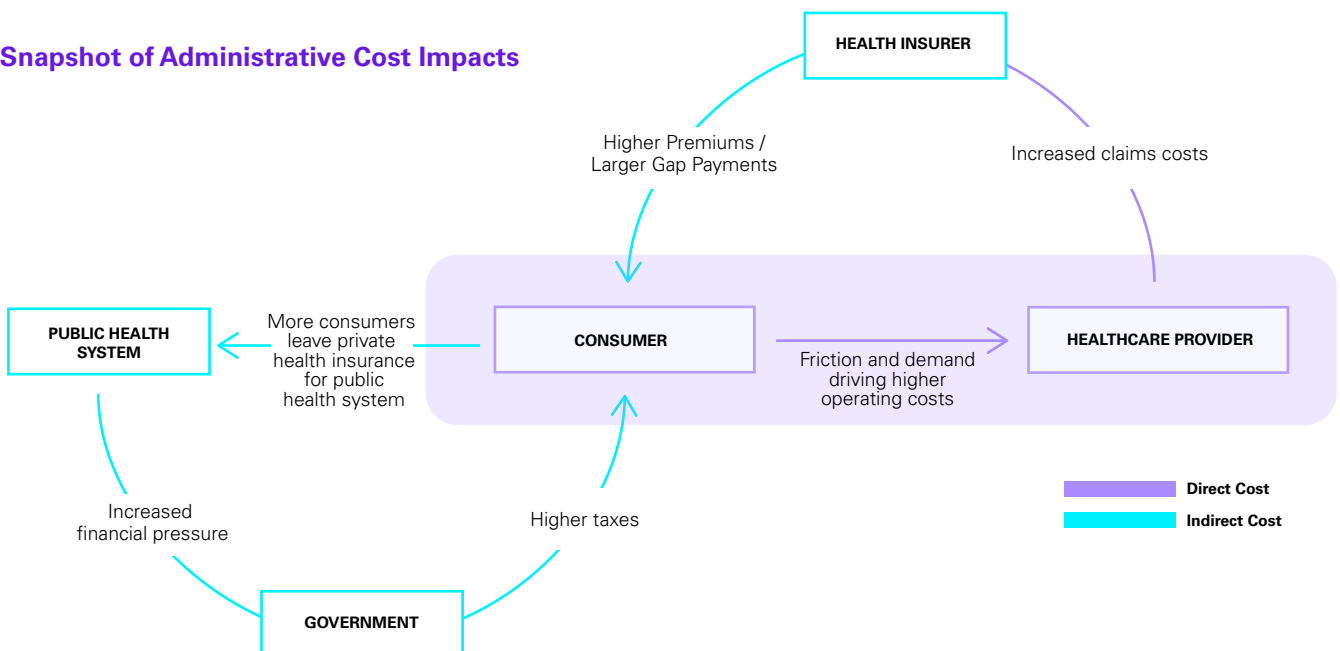 Snapshot of Administrative Cost Impacts
HEALTH INSURER
Higher Premiums /
Larger Gap Payments
Increased claims costs
PUBLIC HEALTH
SYSTEM
More consumers
leave private
health insurance
for public
health system
CONSUMER
Friction and demand
driving higher
operating costs
HEALTHCARE PROVIDER
Increased
financial pressure
Higher taxes
Direct Cost
Indirect Cost
GOVERNMENT